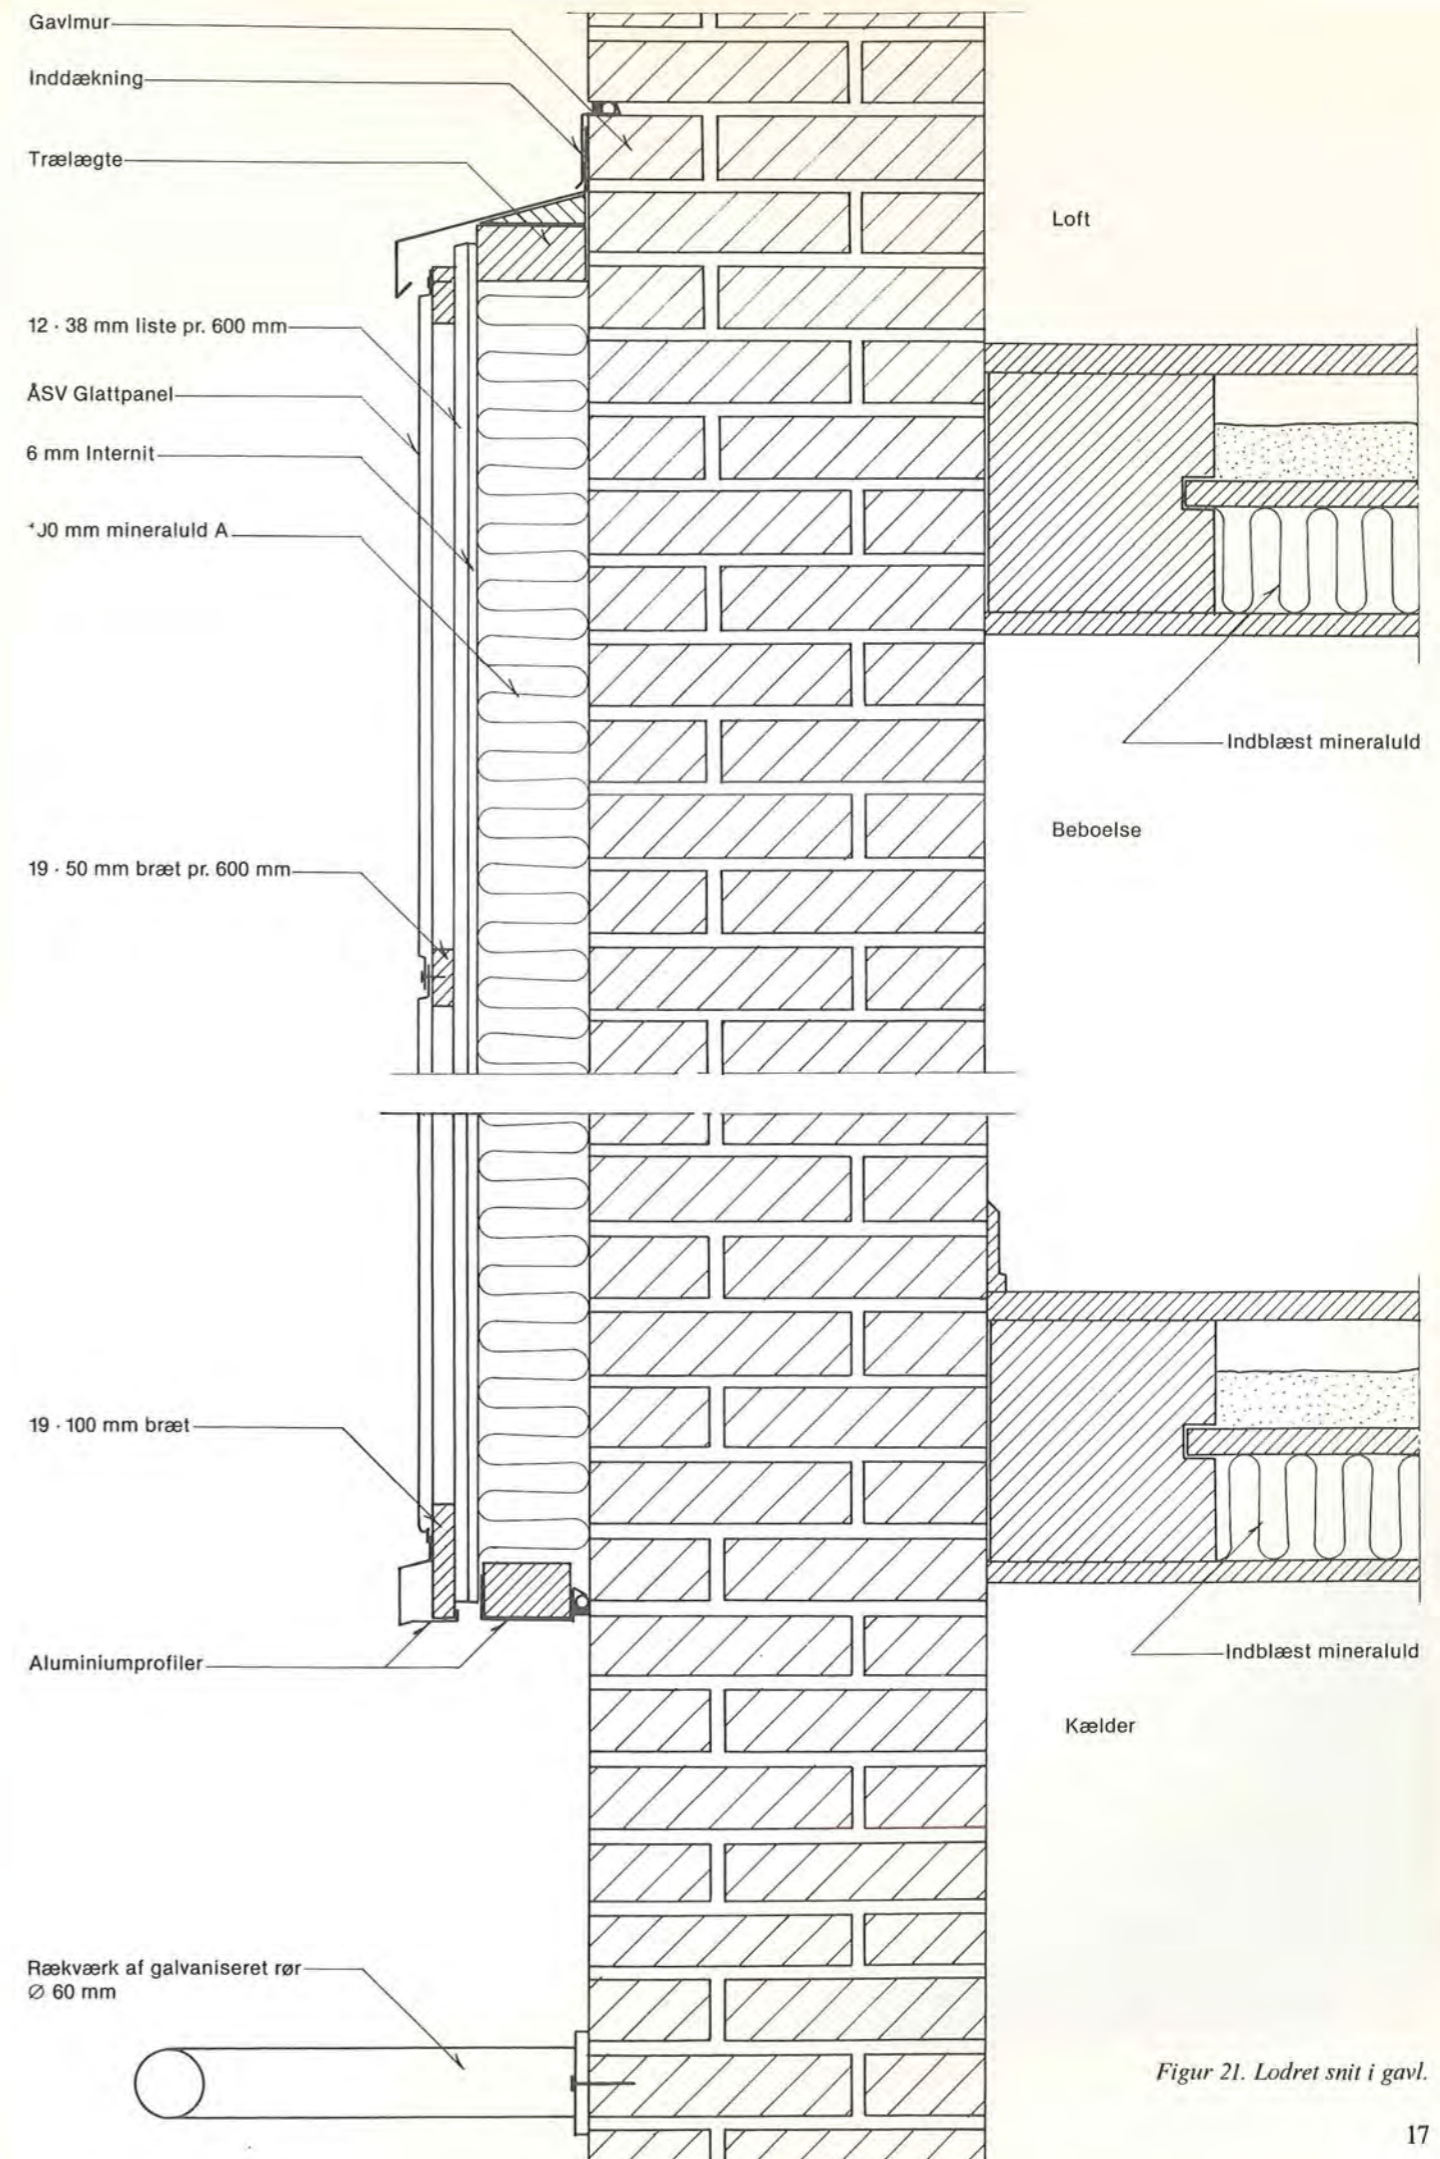 Gavlmur
Inddækning
Trælægte
Loft
12 · 38 mm liste pr. 600 mm
ÅSV Glattpanel
6 mm Internit
mm mineraluld A
Indblæst mineraluld
Beboelse
19 · 50 mm bræt pr. 600 mm
19 · 100 mm bræt
Aluminiumprofiler
Indblæst mineraluld
Kælder
Rækværk af galvaniseret rør
Ø 60 mm
Figur 21. Lodret snit i gavl.
17